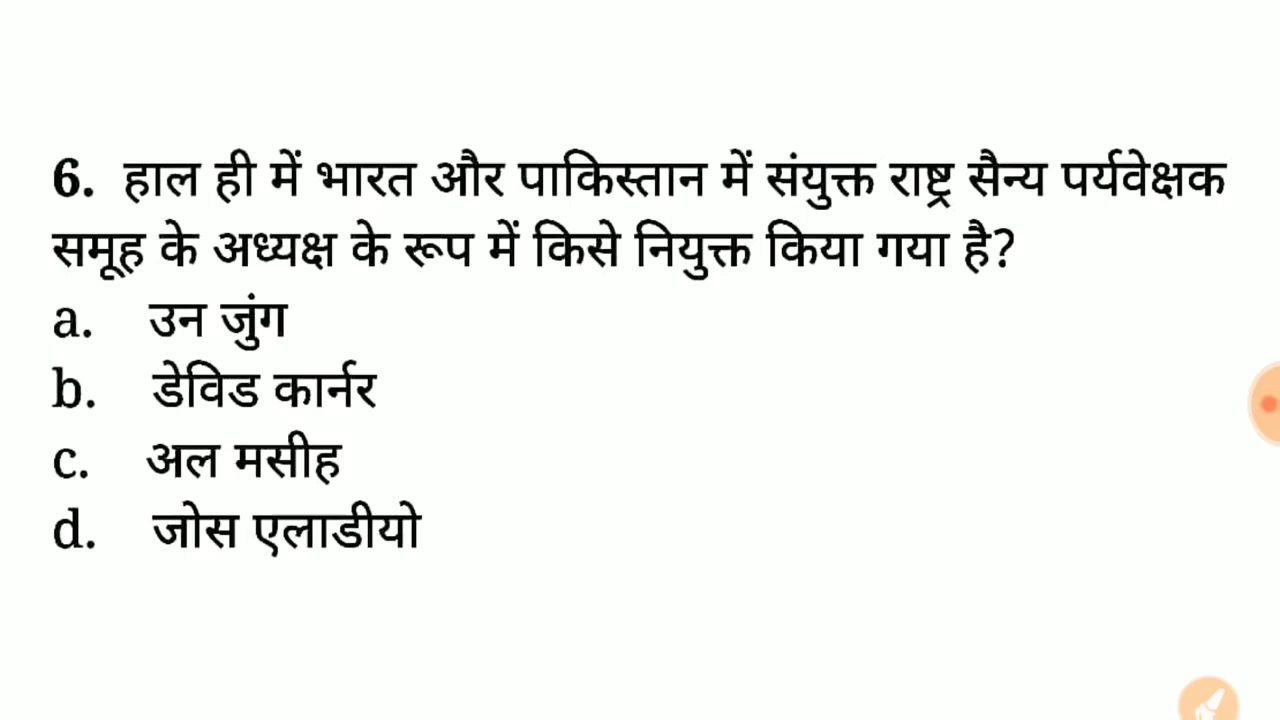 6. हाल ही में भारत और पाकिस्तान में संयुक्त राष्ट्र सैन्य पर्यवेक्षक
समूह के अध्यक्ष के रूप में किसे नियुक्त किया गया है?
a. उन जुंग
b. डेविड कार्नर
c. अल मसीह
d. जोस एलाडीयो